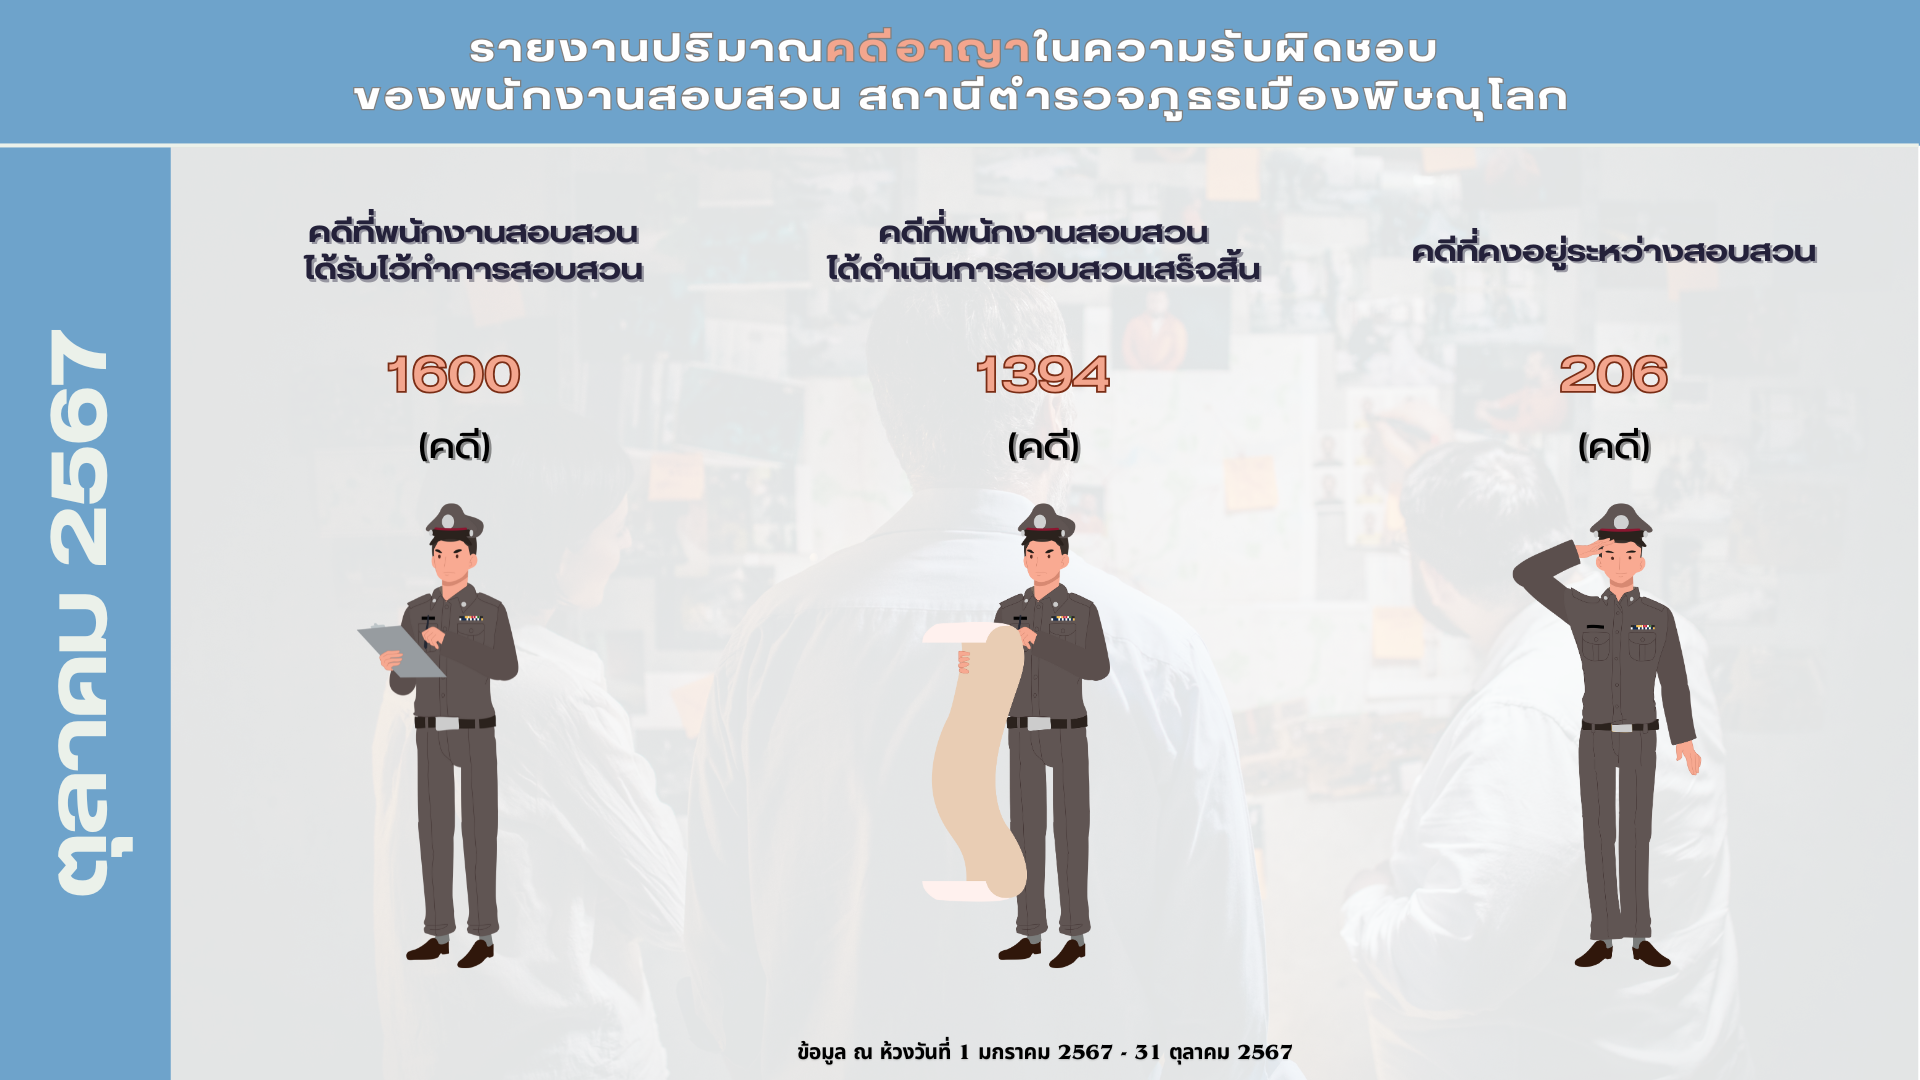 รายงานปริมาณคดีอาญาในความรับผิดชอบ
ของพนักงานสอบสวน สถานีตำรวจภูธรเมืองพิษณุโลก
ตุลาคม 2567
คดีที่พนักงานสอบสวน
ได้รับไว้ทำการสอบสวน
1600
(คดี)
คดีที่พนักงานสอบสวน
ได้ดำเนินการสอบสวนเสร็จสิ้น
1394
(คดี)
คดีที่คงอยู่ระหว่างสอบสวน
206
(คดี)
ข้อมูล ณ ห้วงวันที่ 1 มกราคม 2567 - 31 ตุลาคม 2567